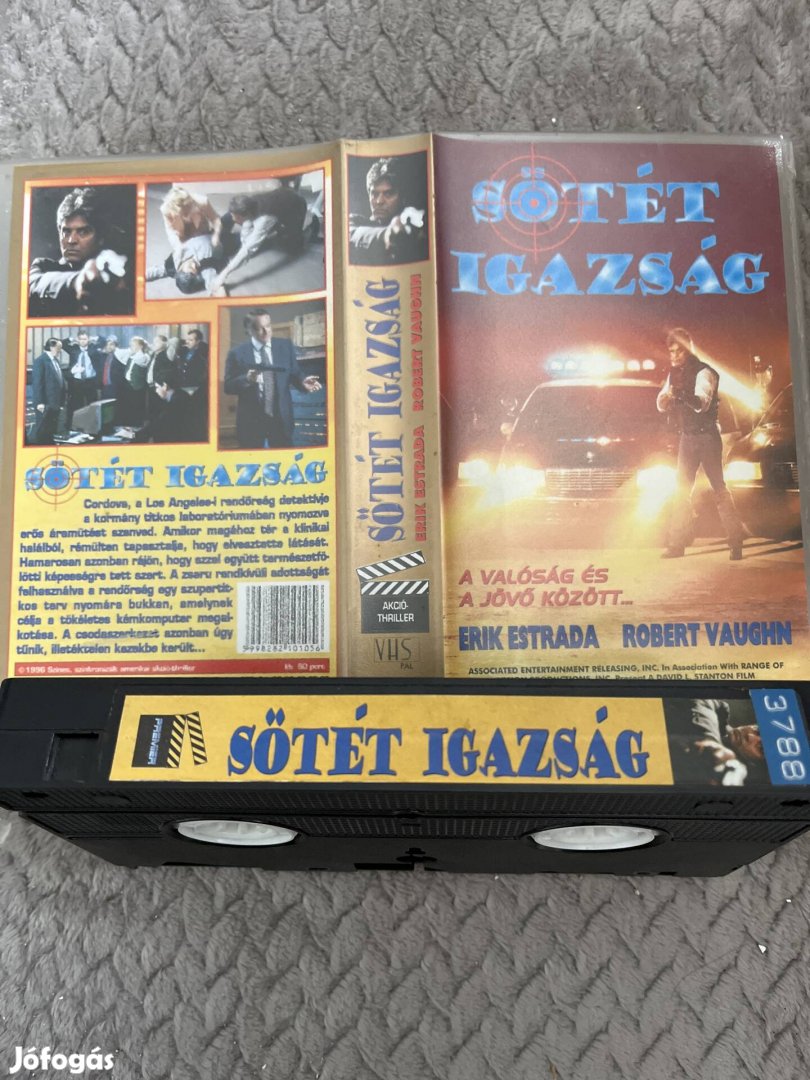 SÖTÉT IGAZSÁG
Cordova, a Los Angeles-i rendőrség detektívje
a kormány titkos laboratóriumában nyomozva
erős áramütést szenved. Amikor magához tér a klinikai
halálból, rémülten tapasztalja, hogy elvesztette látását.
Hamarosan azonban rájön, hogy azzal együtt természetfö-
lötti képességre tett szert. A zsaru rendkívüli adottságát
felhasználva a rendőrség egy szupertit-
kos terv nyomára bukkan, amelynek
célja a tökéletes kémkomputer megal-
kotása. A csodaszerkezet azonban úgy
tűnik, illetéktelen kezekbe került...
5998282 101056
© 1996 Színes, szinkronizált amerikai akció-thriller
kb. 90 perc
SÖTÉT IGAZSÁG
ERIK ESTRADA ROBERT VAUGHN
AKCIÓ-
THRILLER
VHS
PAL
SÖTÉT
IGAZSÁG
A VALÓSÁG ÉS
A JÖVŐ KÖZÖTT...
ERIK ESTRADA ROBERT VAUGHN
ASSOCIATED ENTERTAINMENT RELEASING, INC. In Association With RANGE OF
PRODUCTIONS, INC. Present A DAVID L. STANTON FILM
PREMIER
SÖTÉT IGAZSÁG
3788
Jófogás